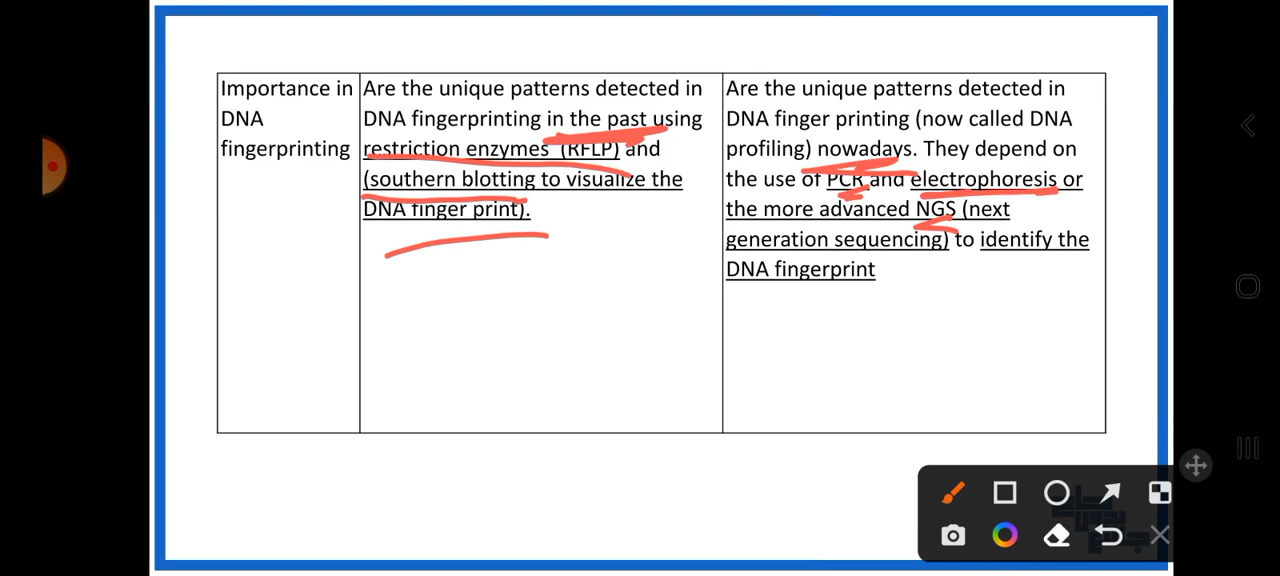 Importance in
DNA
fingerprinting
Are the unique patterns detected in
DNA fingerprinting in the past using
restriction enzymes (RFLP) and
(southern blotting to visualize the
DNA finger print).
Are the unique patterns detected in
DNA finger printing (now called DNA
profiling) nowadays. They depend on
the use of PCR and electrophoresis or
the more advanced NGS (next
generation sequencing) to identify the
DNA fingerprint